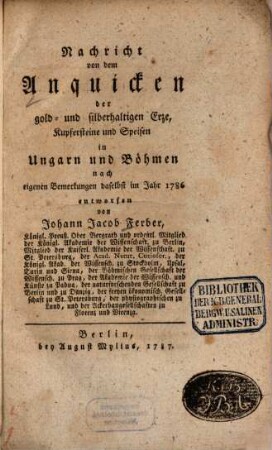 Nachricht
von dem
Anquicken
der
gold- und silberhaltigen Erze,
Kupfersteine und Speisen
in
Ungarn und Böhmen
nach
eigenen Bemerkungen daselbst im Jahr 1786
entworfen
von
Johann Jacob Ferber,
Königl. Preuß. Ober Bergrath und ordentl. Mitglied
der Königl. Akademie der Wissenschaft. zu Berlin,
Mitglied der Kaiserl. Akademie der Wissenschaft. zu
St. Petersburg, der Acad. Natur. Curiosor., der
Königl. Akad. der Wissensch. zu Stockholm, Upsal,
Turin und Siena, der Böhmischen Gesellschaft der
Wissensch. zu Prag, der Akademie der Wissensch. und
Künste zu Padua, der naturforschenden Gesellschaft zu
Berlin und zu Danzig, der freyen ökonomisch. Gesell-
schaft zu St. Petersburg, der physiographischen zu
Lund, und der Ackerbaugesellschaften zu
Florenz und Vicenza.
BIBLIOTHEK
DER K.B. GENERAL
BERGW. U. SALINEN
ADMINISTR.
Berlin,
bey August Mylius, 1787.